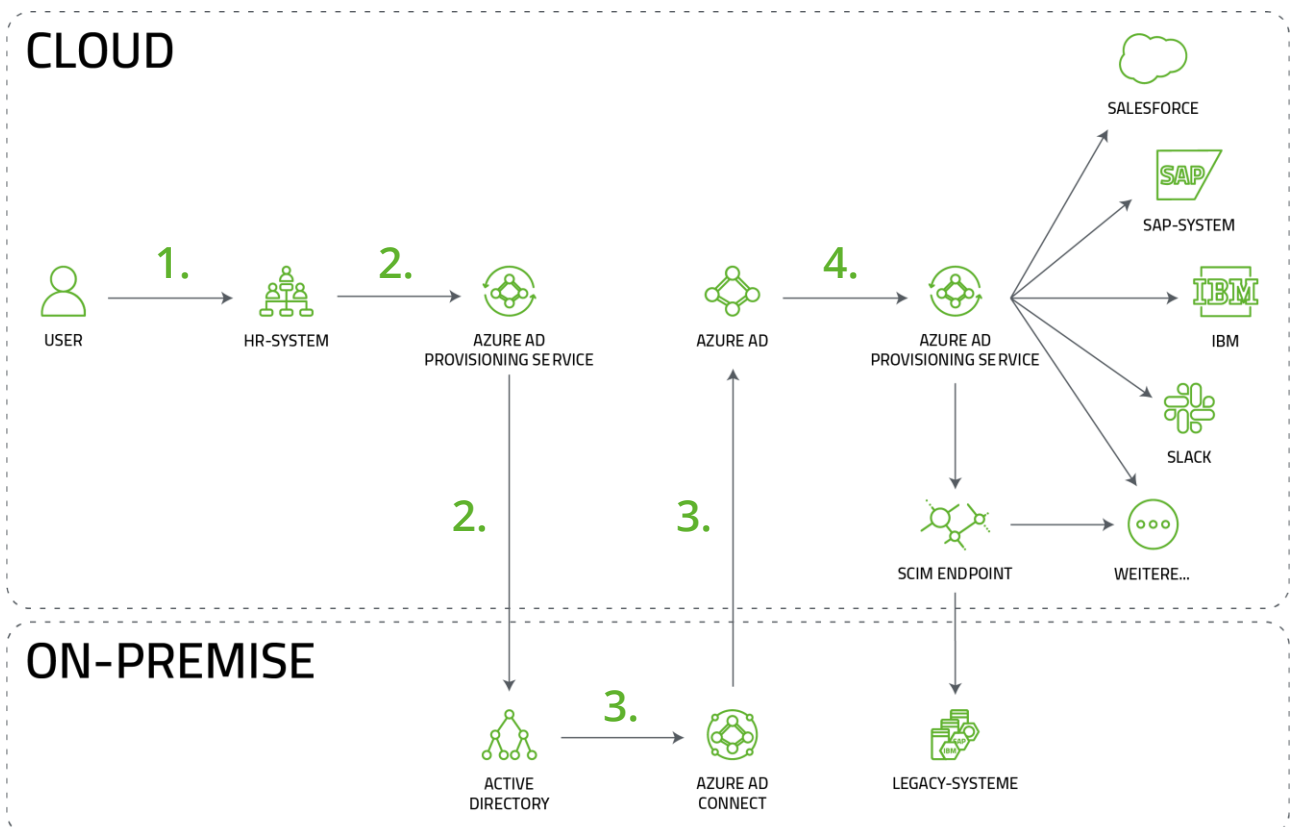 CLOUD
SALESFORCE
SAP
SAP-SYSTEM
1.
2.
4.
IBM
USER
HR-SYSTEM
AZURE AD
PROVISIONING SERVICE
AZURE AD
AZURE AD
PROVISIONING SERVICE
IBM
SLACK
2.
3.
SCIM ENDPOINT
WEITERE...
ON-PREMISE
3.
SAP
IBM
ACTIVE
DIRECTORY
AZURE AD
CONNECT
LEGACY-SYSTEME